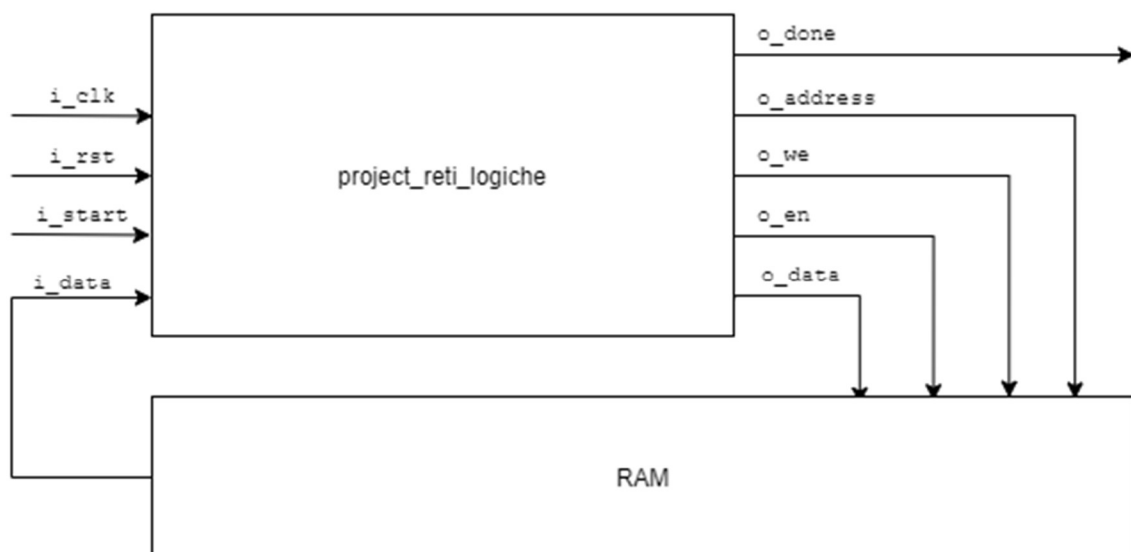 o_done
i_clk
o_address
i_rst
o_we
project_reti_logiche
i_start
o_en
i_data
o_data
RAM